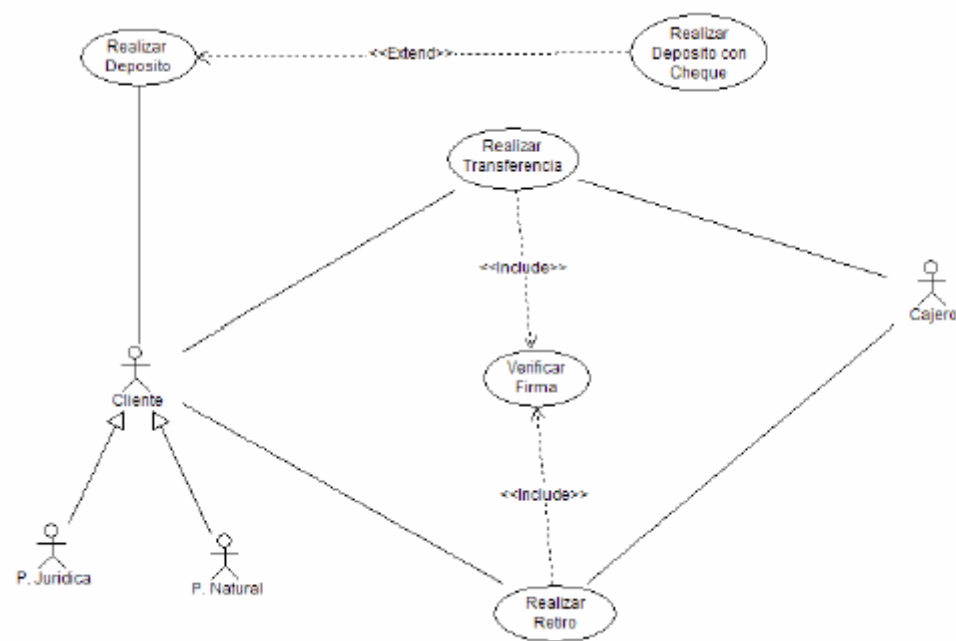 Realizar
Deposito
<<Extend>>
Realizar
Deposito con
Cheque
Realizar
Transferencia
<<Include>>
Cajero
Verificar
Firma
Cliente
<<Include>>
P. Juridica
P. Natural
Realizar
Retiro